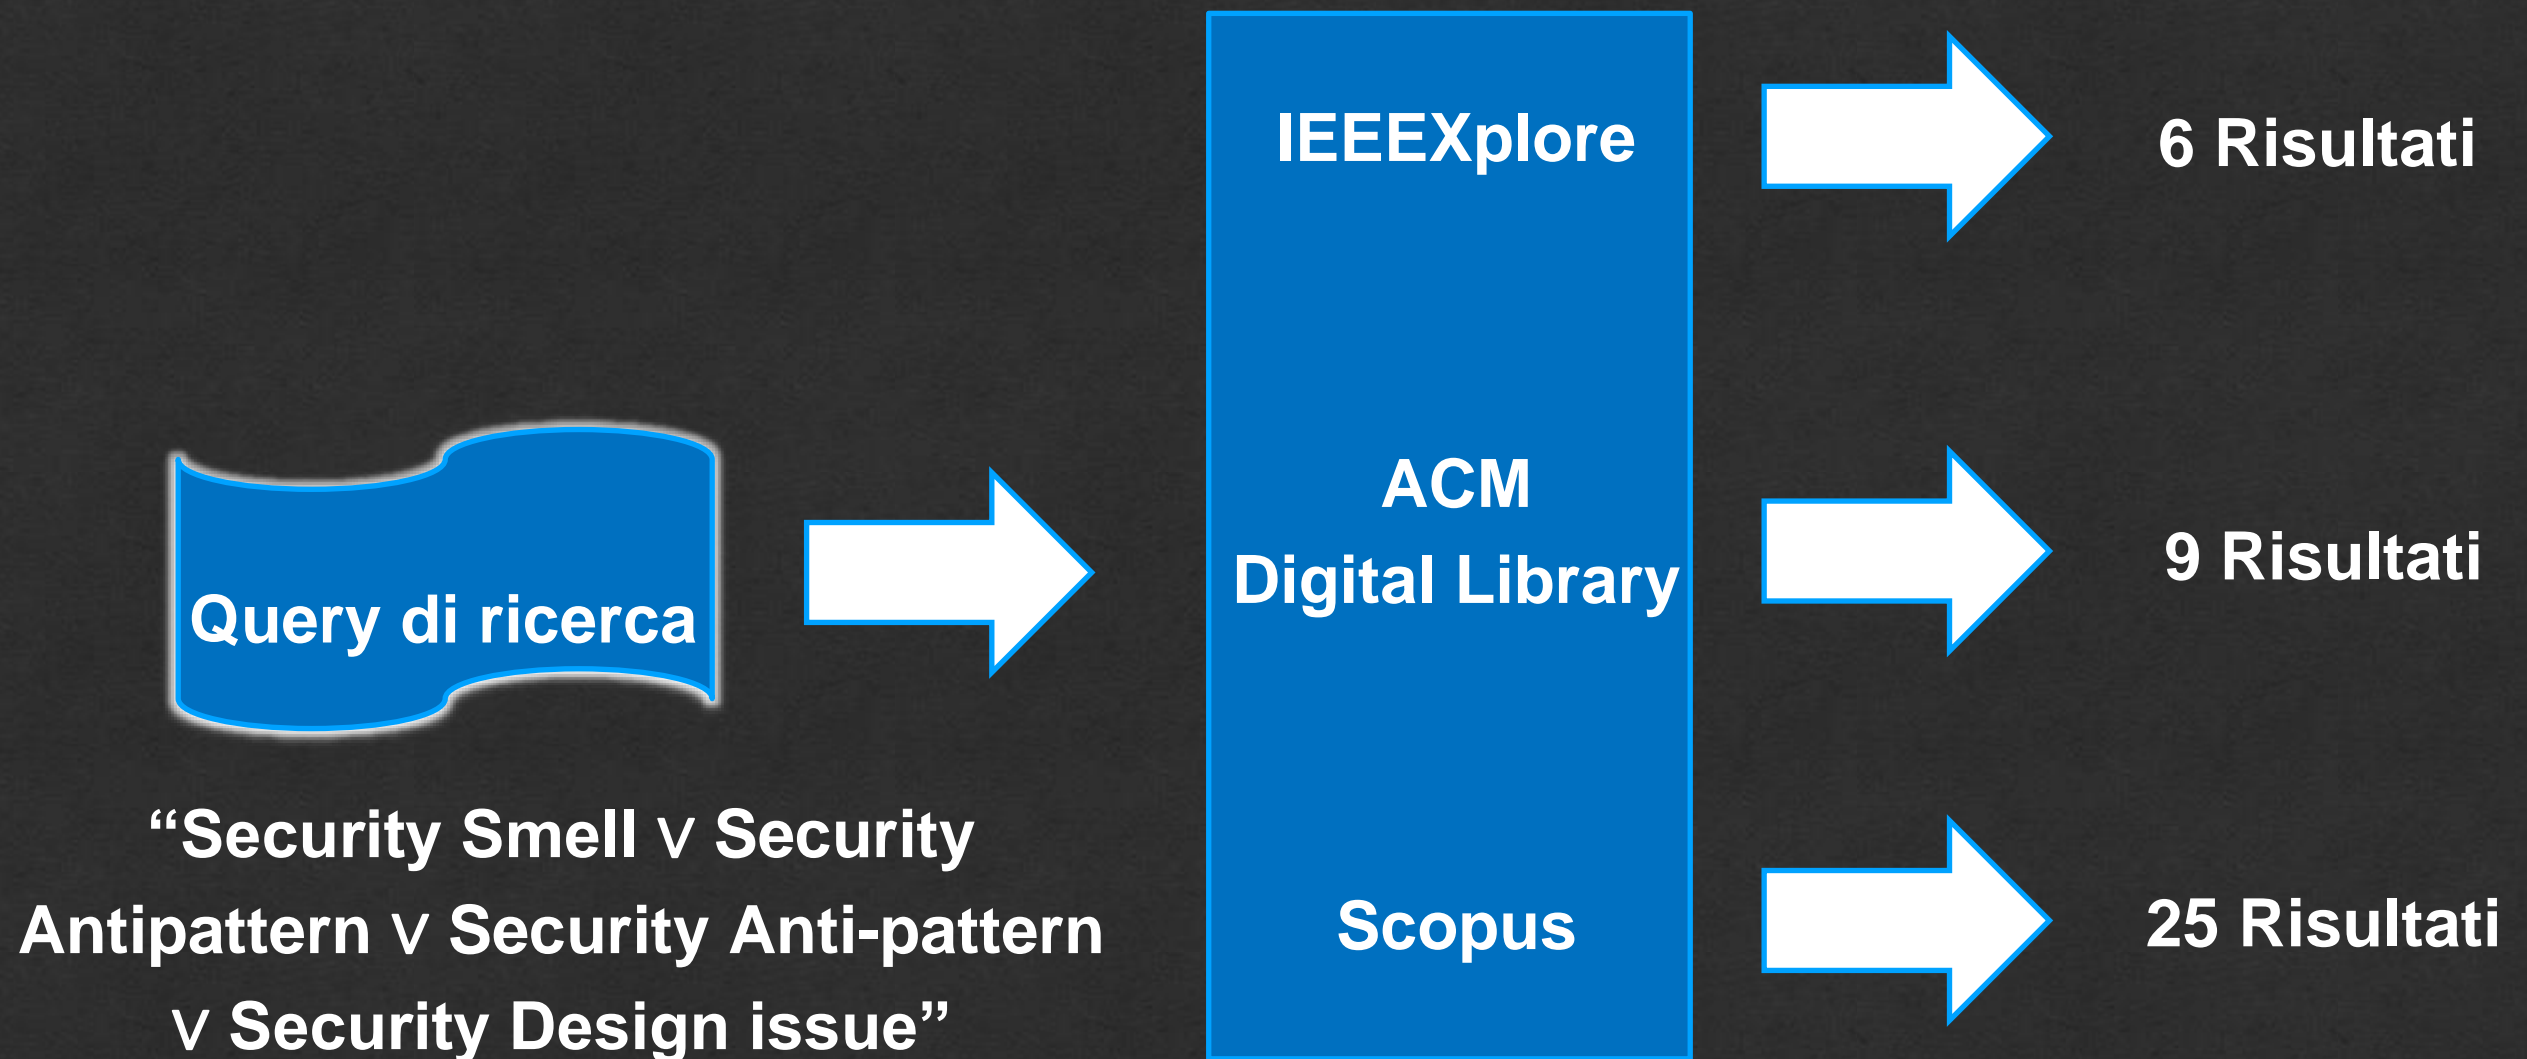 Query di ricerca
“Security Smell ∨ Security
Antipattern ∨ Security Anti-pattern
∨ Security Design issue”
IEEEXplore
ACM
Digital Library
Scopus
6 Risultati
9 Risultati
25 Risultati